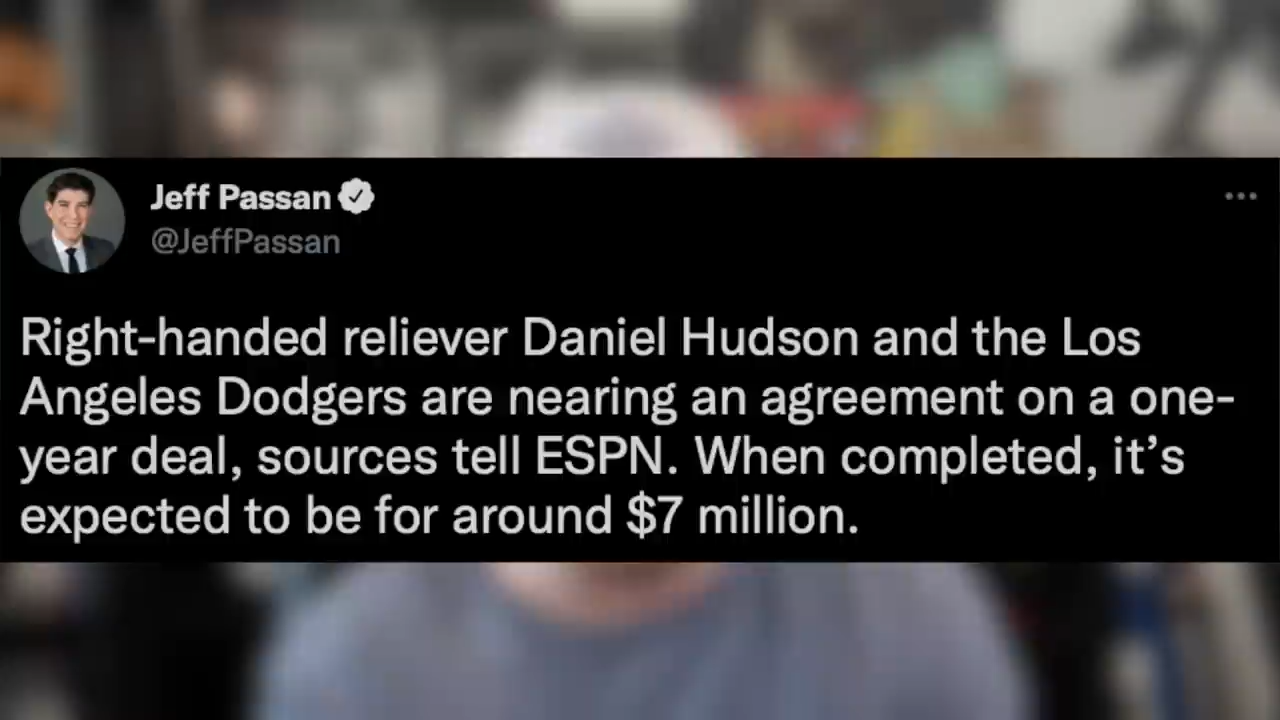 Jeff Passan
@JeffPassan
Right-handed reliever Daniel Hudson and the Los
Angeles Dodgers are nearing an agreement on a one-
year deal, sources tell ESPN. When completed, it’s
expected to be for around $7 million.